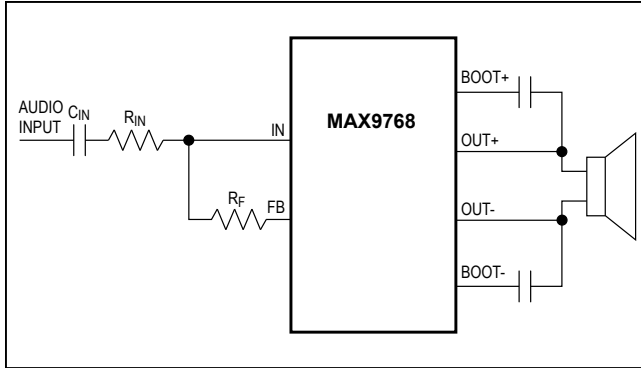 AUDIO
INPUT
CIN
RIN
IN
RF
FB
MAX9768
BOOT+
OUT+
OUT-
BOOT-